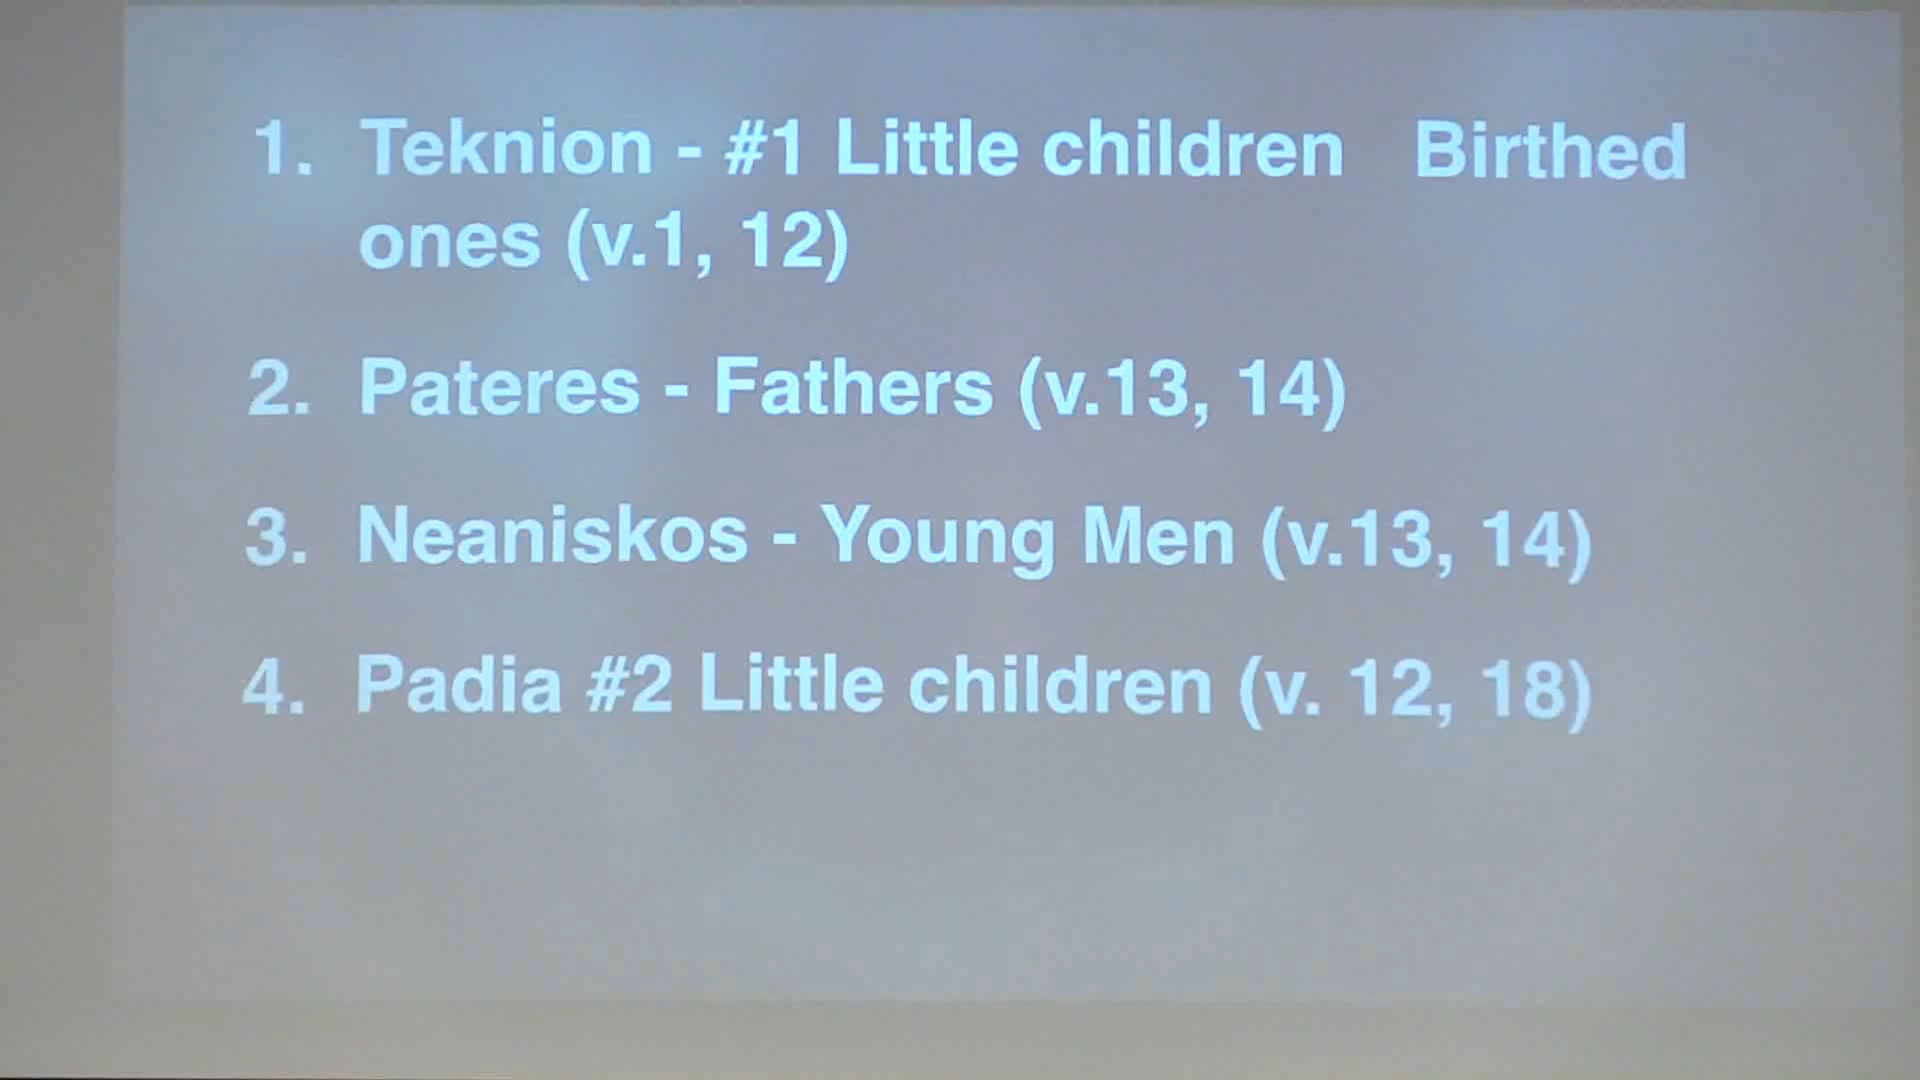 1. Teknion - #1 Little children Birthed
ones (v.1, 12)
2. Pateres - Fathers (v.13, 14)
3. Neaniskos - Young Men (v.13, 14)
4. Padia #2 Little children (v. 12, 18)